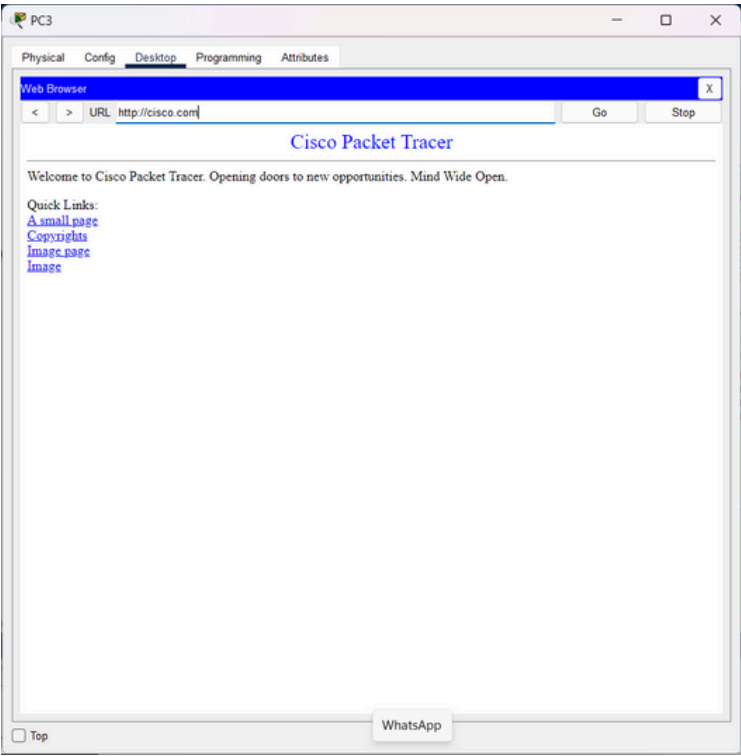 PC3
Physical Config Desktop Programming Attributes
Web Browser X
< > URL http://cisco.com Go Stop
Cisco Packet Tracer
Welcome to Cisco Packet Tracer. Opening doors to new opportunities. Mind Wide Open.
Quick Links:
A small page
Copyrights
Image page
Image
WhatsApp
Top